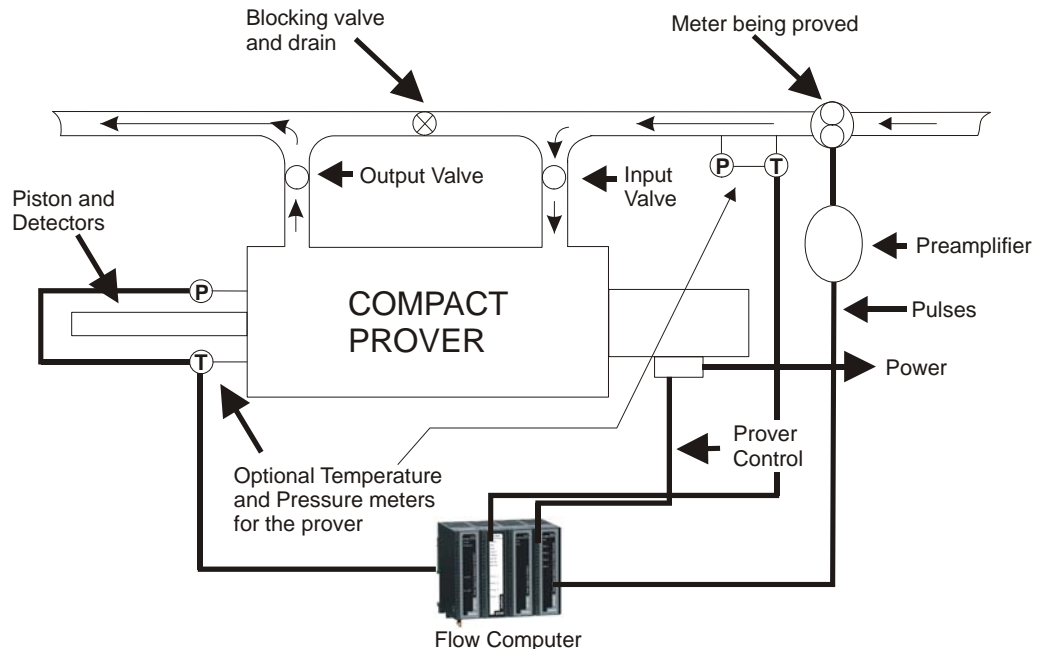 Blocking valve
and drain
Meter being proved
P
T
Output Valve
Input
Valve
Piston and
Detectors
Preamplifier
P
COMPACT
PROVER
Pulses
T
Power
Prover
Control
Optional Temperature
and Pressure meters
for the prover
Flow Computer